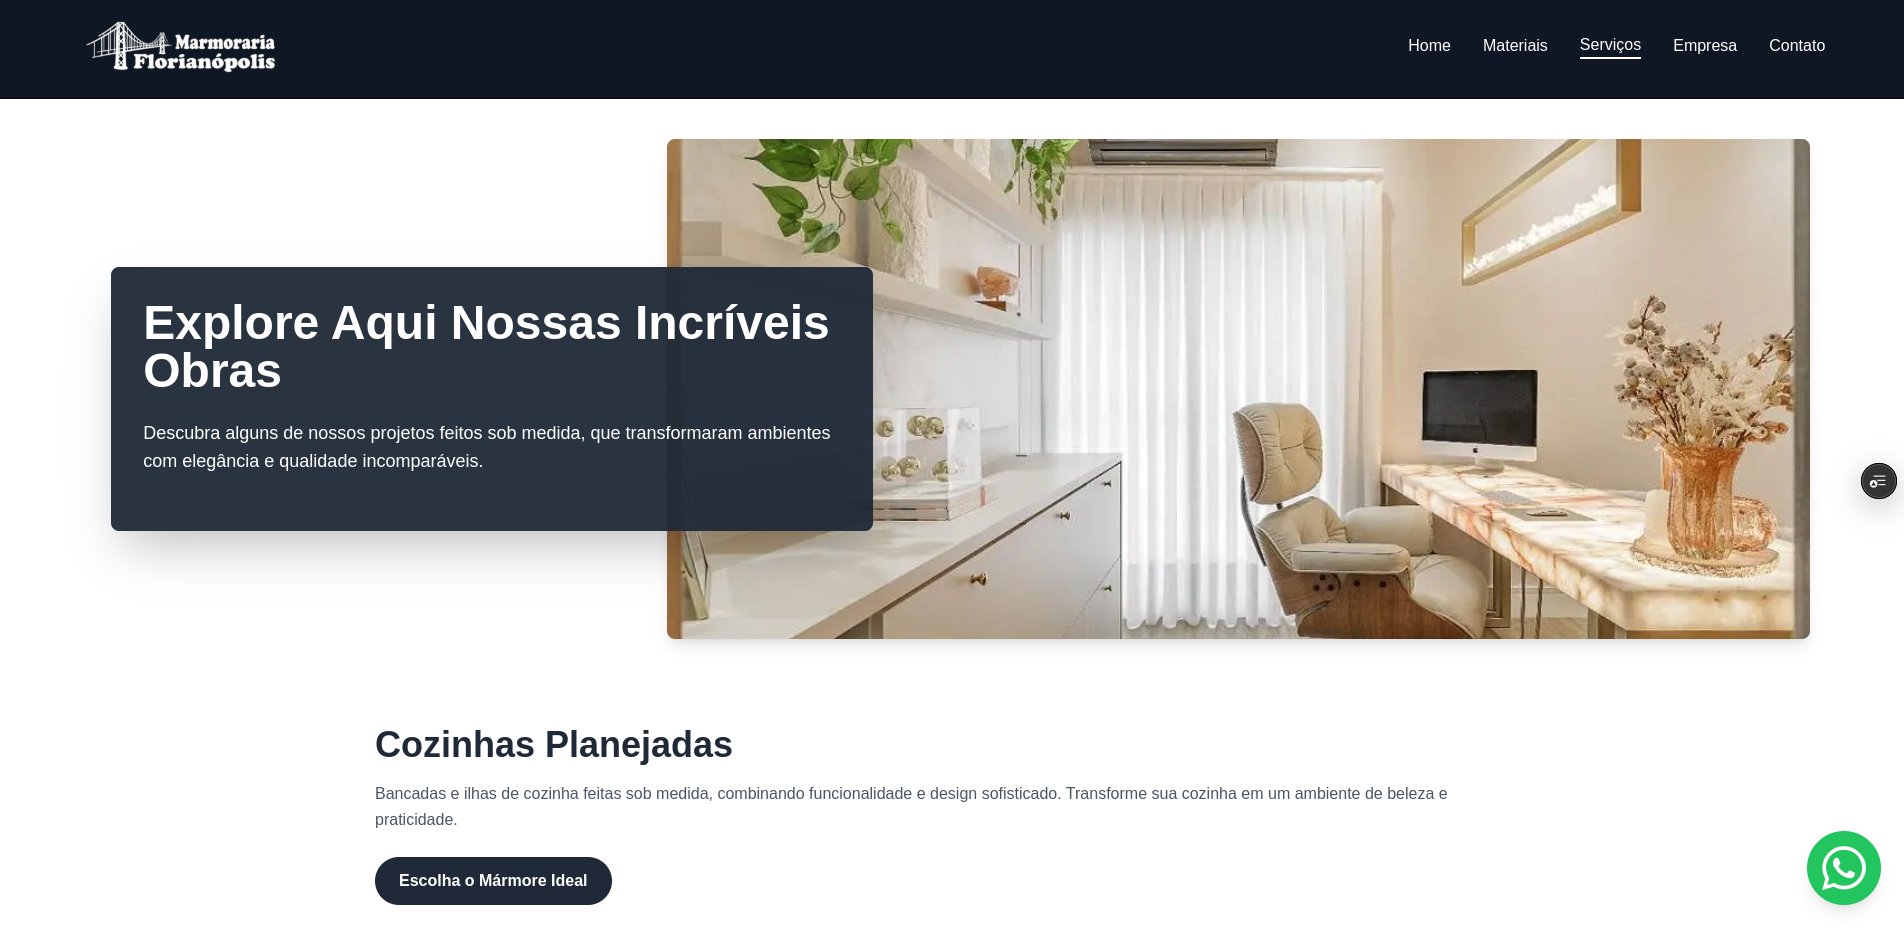 Marmoraria
Florianópolis
Home
Materiais
Serviços
Empresa
Contato
Explore Aqui Nossas Incríveis
Obras
Descubra alguns de nossos projetos feitos sob medida, que transformaram ambientes
com elegância e qualidade incomparáveis.
Cozinhas Planejadas
Bancadas e ilhas de cozinha feitas sob medida, combinando funcionalidade e design sofisticado. Transforme sua cozinha em um ambiente de beleza e
praticidade.
Escolha o Mármore Ideal